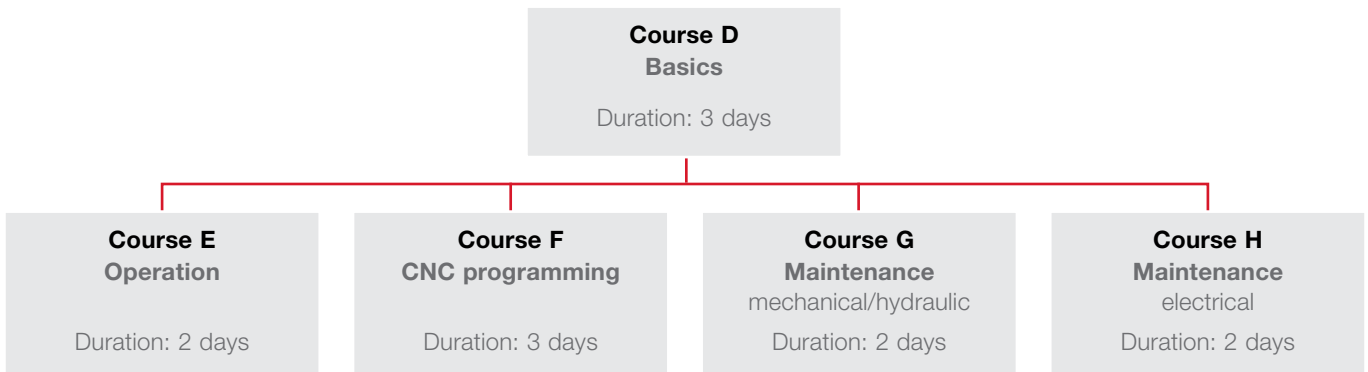 Course D
Basics
Duration: 3 days
Course E
Operation
Duration: 2 days
Course F
CNC programming
Duration: 3 days
Course G
Maintenance
mechanical/hydraulic
Duration: 2 days
Course H
Maintenance
electrical
Duration: 2 days